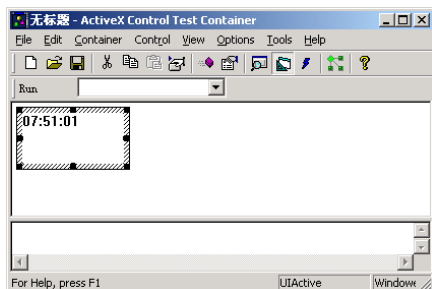 无标题 - ActiveX Control Test Container
File Edit Container Control View Options Tools Help
Run
07:51:01
For Help, press F1 UIActive Windowe